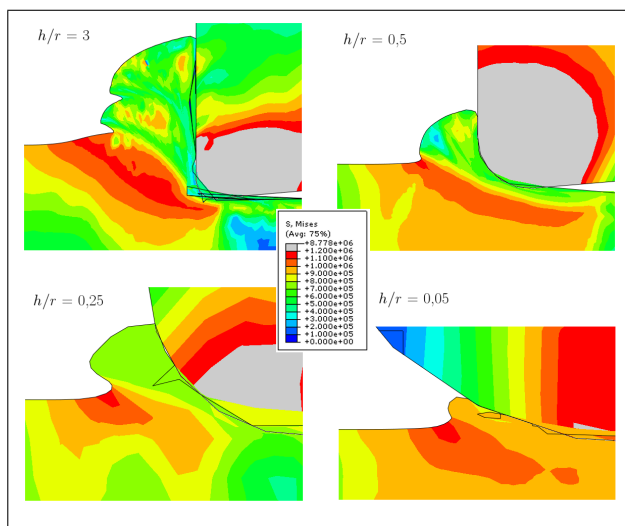 h/r = 3
h/r = 0,5
S, Mises
(Avg: 75%)
+8.778e+06
+1.200e+06
+1.100e+06
+1.000e+06
+9.000e+05
+8.000e+05
+7.000e+05
+6.000e+05
+5.000e+05
+4.000e+05
+3.000e+05
+2.000e+05
+1.000e+05
+0.000e+00
h/r = 0,25
h/r = 0,05